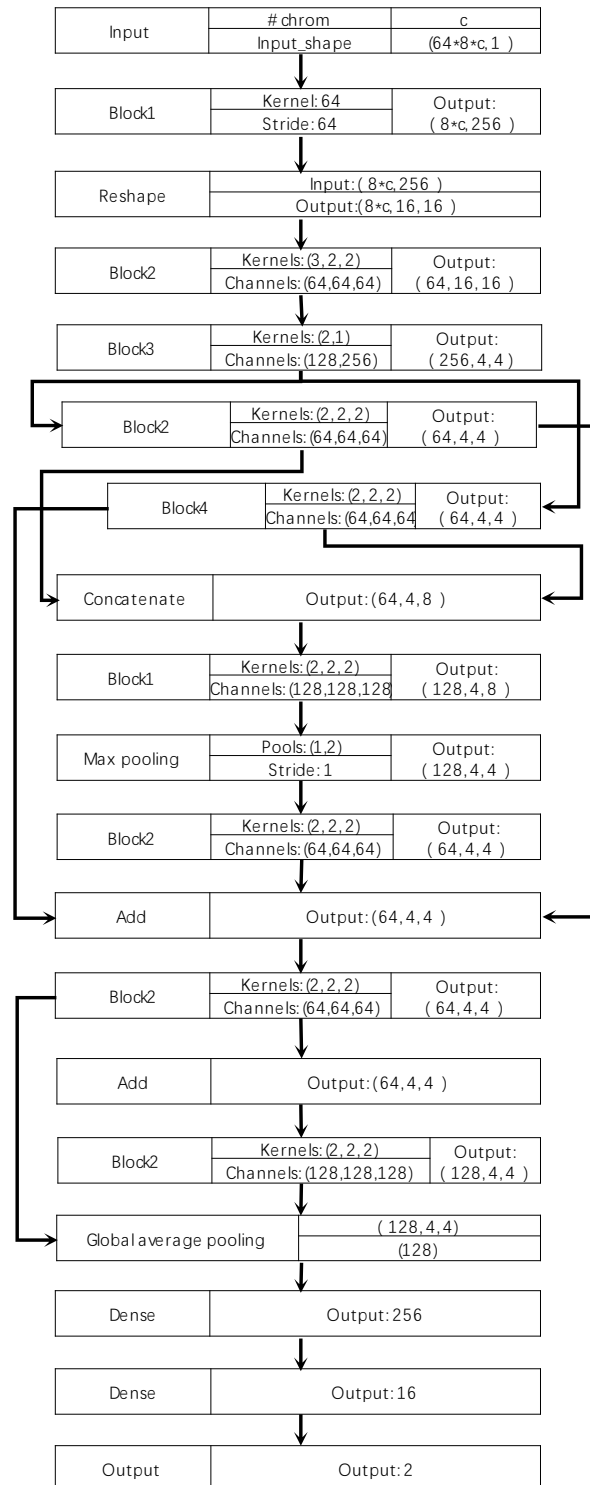 # chrom c
Input
Input_shape (64*8*c,1)
Kernel:64 Output:
Block1
Stride:64 (8*c,256)
Input:(8*c,256)
Reshape
Output:(8*c,16,16)
Kernels:(3,2,2) Output:
Block2
Channels:(64,64,64) (64,16,16)
Kernels:(2,1) Output:
Block3
Channels:(128,256) (256,4,4)
Kernels:(2,2,2) Output:
Block2
Channels:(64,64,64) (64,4,4)
Kernels:(2,2,2) Output:
Block4
Channels:(64,64,64 (64,4,4)
Concatenate Output:(64,4,8)
Kernels:(2,2,2) Output:
Block1
Channels:(128,128,128 (128,4,8)
Pools:(1,2) Output:
Max pooling
Stride:1 (128,4,4)
Kernels:(2,2,2) Output:
Block2
Channels:(64,64,64) (64,4,4)
Add Output:(64,4,4)
Kernels:(2,2,2) Output:
Block2
Channels:(64,64,64) (64,4,4)
Add Output:(64,4,4)
Kernels:(2,2,2) Output:
Block2
Channels:(128,128,128) (128,4,4)
(128,4,4)
Global average pooling
(128)
Dense Output:256
Dense Output:16
Output Output:2